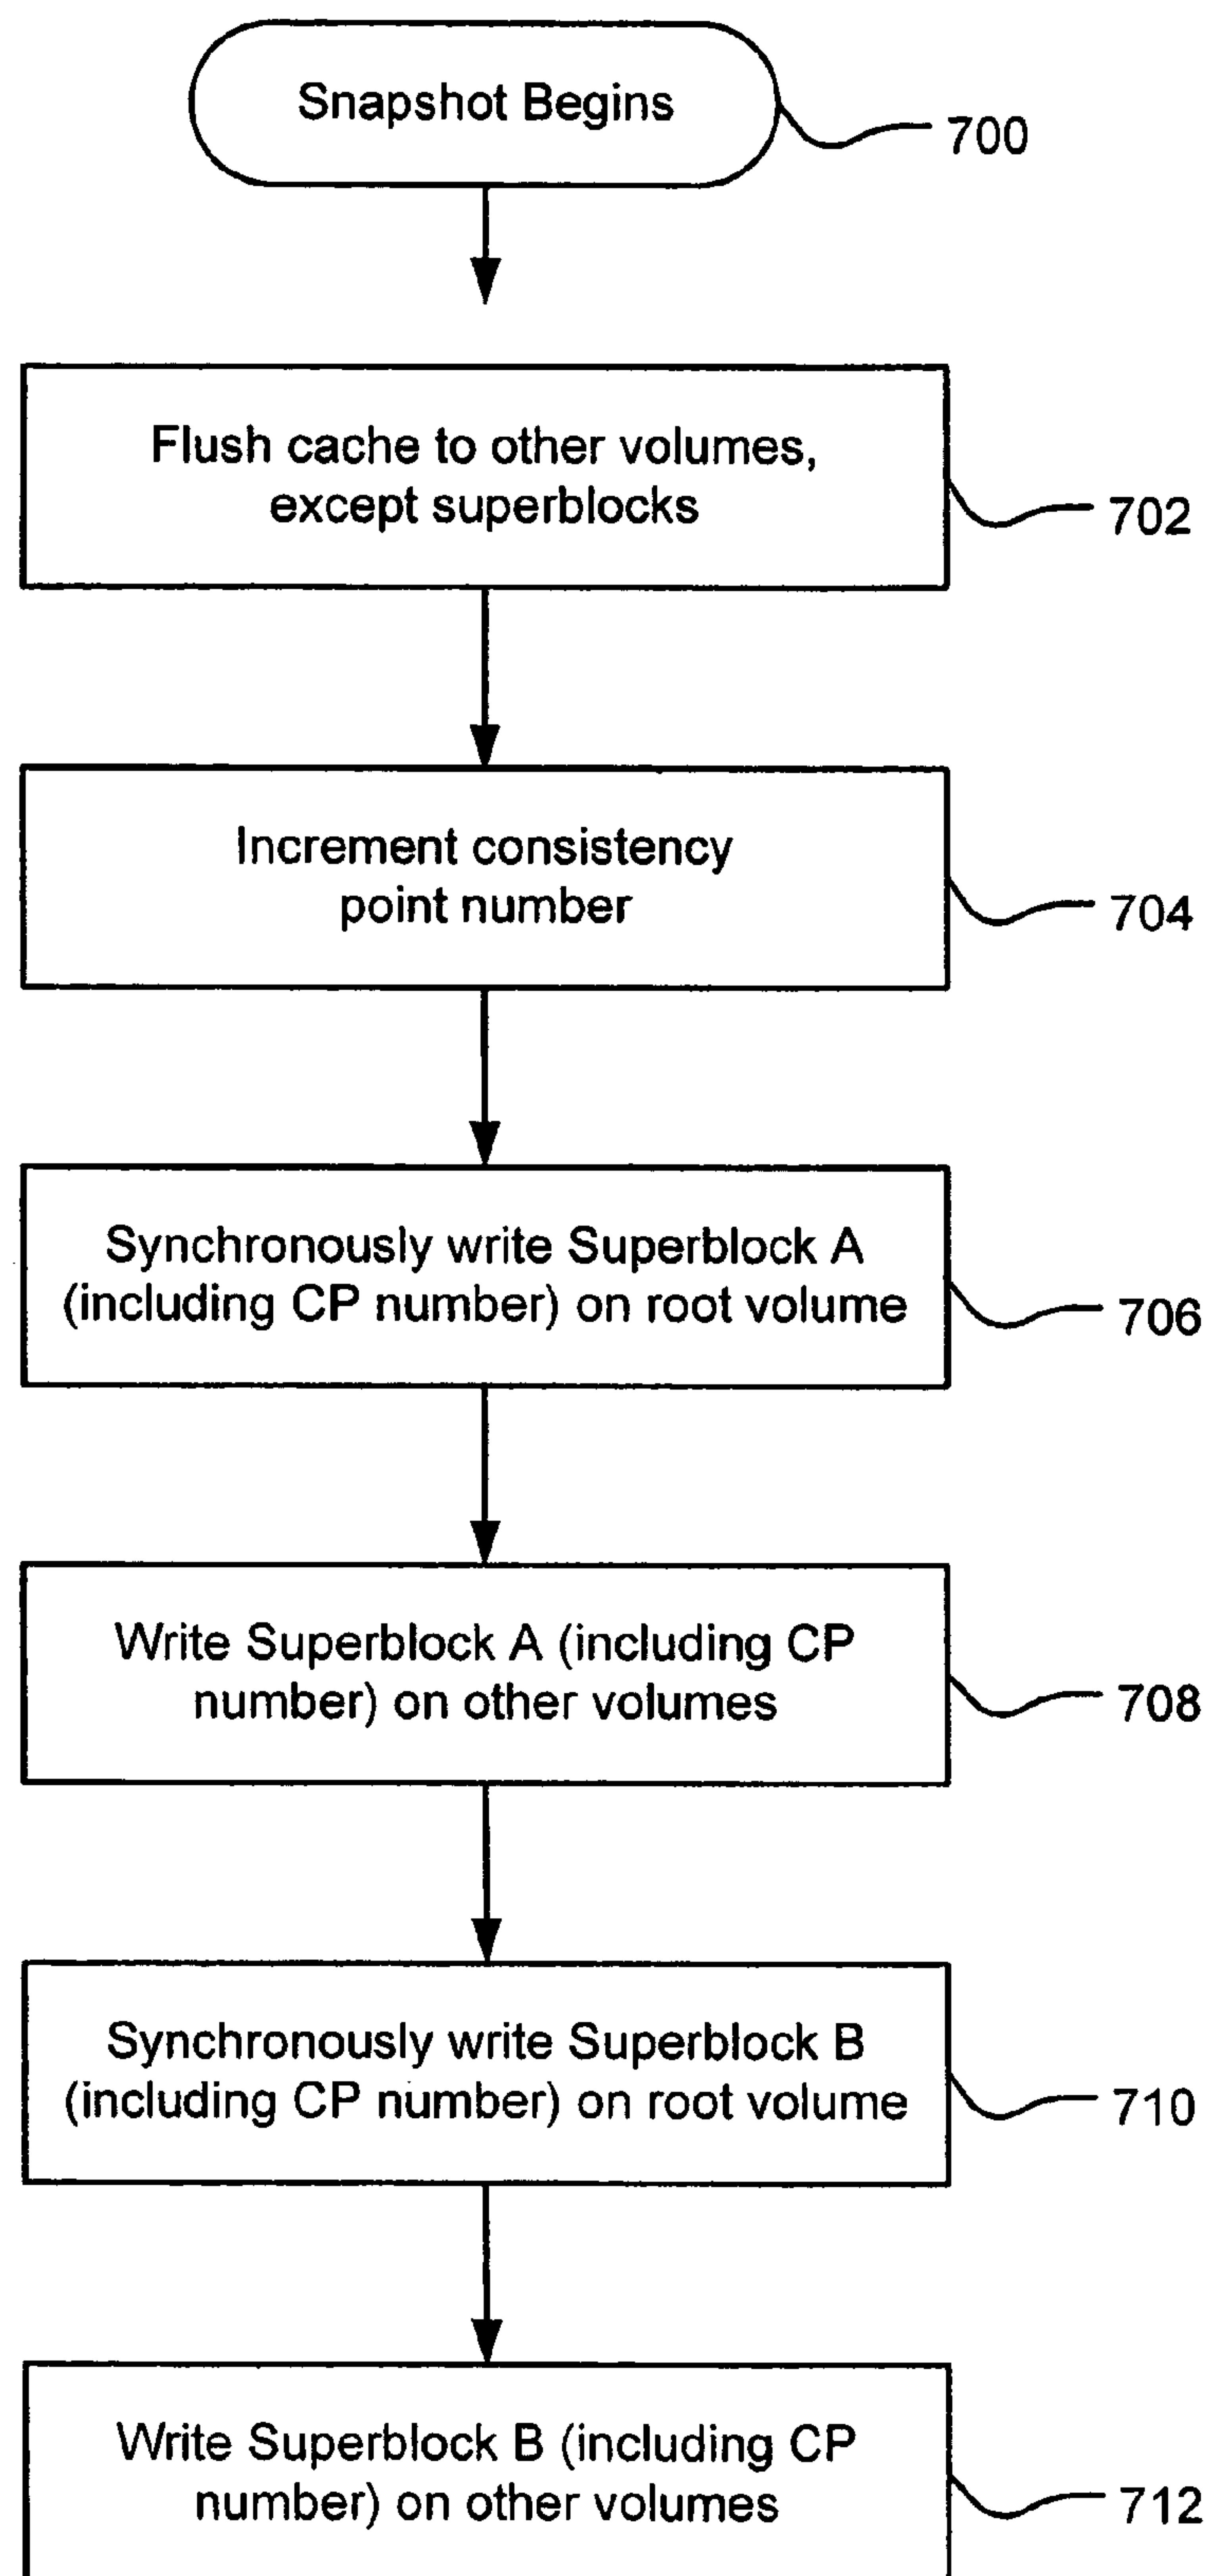 Snapshot Begins
700
Flush cache to other volumes,
except superblocks
702
Increment consistency
point number
704
Synchronously write Superblock A
(including CP number) on root volume
706
Write Superblock A (including CP
number) on other volumes
708
Synchronously write Superblock B
(including CP number) on root volume
710
Write Superblock B (including CP
number) on other volumes
712